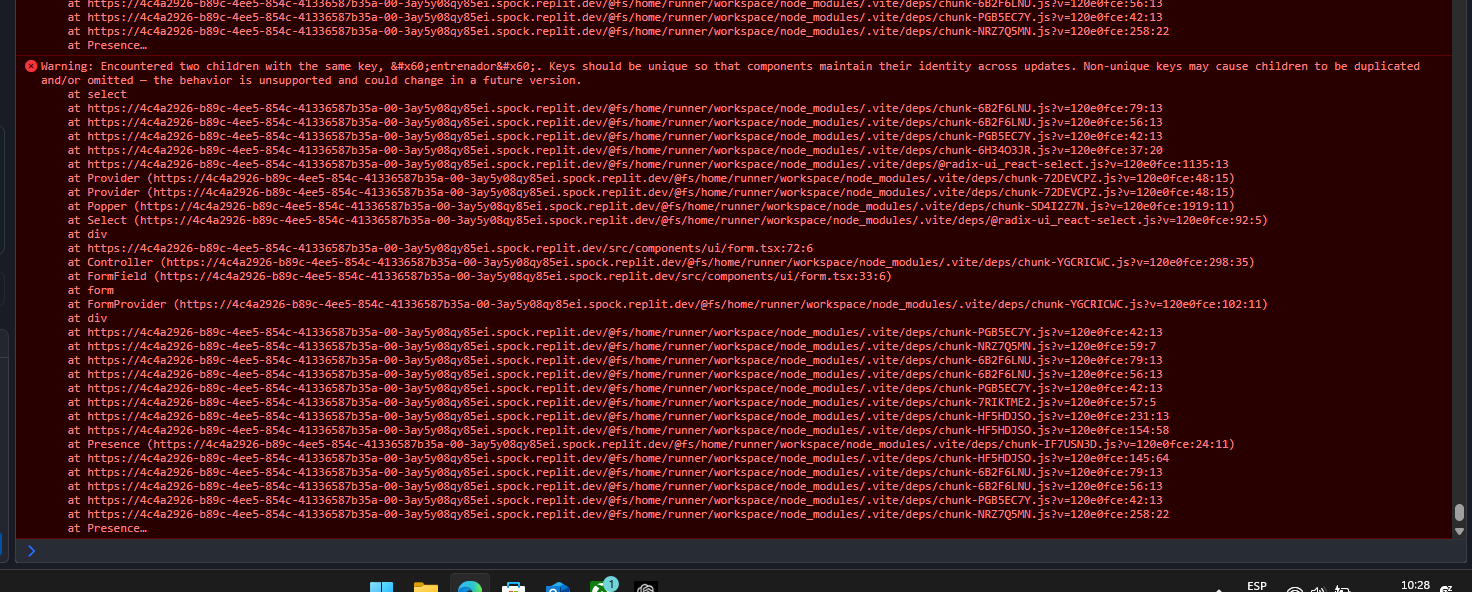 at https://4c4a2926-b89c-4ee5-854c-41336587b35a-00-3ay5y08qy85ei.spock.replit.dev/@fs/home/runner/workspace/node_modules/.vite/deps/chunk-6B2F6LNU.js?v=120e0fce:56:13
at https://4c4a2926-b89c-4ee5-854c-41336587b35a-00-3ay5y08qy85ei.spock.replit.dev/@fs/home/runner/workspace/node_modules/.vite/deps/chunk-PGB5EC7Y.js?v=120e0fce:42:13
at https://4c4a2926-b89c-4ee5-854c-41336587b35a-00-3ay5y08qy85ei.spock.replit.dev/@fs/home/runner/workspace/node_modules/.vite/deps/chunk-NRZ7Q5MN.js?v=120e0fce:258:22
at Presence…
Warning: Encountered two children with the same key, &#x60;entrenador&#x60;. Keys should be unique so that components maintain their identity across updates. Non-unique keys may cause children to be duplicated
and/or omitted — the behavior is unsupported and could change in a future version.
at select
at https://4c4a2926-b89c-4ee5-854c-41336587b35a-00-3ay5y08qy85ei.spock.replit.dev/@fs/home/runner/workspace/node_modules/.vite/deps/chunk-6B2F6LNU.js?v=120e0fce:79:13
at https://4c4a2926-b89c-4ee5-854c-41336587b35a-00-3ay5y08qy85ei.spock.replit.dev/@fs/home/runner/workspace/node_modules/.vite/deps/chunk-6B2F6LNU.js?v=120e0fce:56:13
at https://4c4a2926-b89c-4ee5-854c-41336587b35a-00-3ay5y08qy85ei.spock.replit.dev/@fs/home/runner/workspace/node_modules/.vite/deps/chunk-PGB5EC7Y.js?v=120e0fce:42:13
at https://4c4a2926-b89c-4ee5-854c-41336587b35a-00-3ay5y08qy85ei.spock.replit.dev/@fs/home/runner/workspace/node_modules/.vite/deps/chunk-6H34O3JR.js?v=120e0fce:37:20
at https://4c4a2926-b89c-4ee5-854c-41336587b35a-00-3ay5y08qy85ei.spock.replit.dev/@fs/home/runner/workspace/node_modules/.vite/deps/@radix-ui_react-select.js?v=120e0fce:1135:13
at Provider (https://4c4a2926-b89c-4ee5-854c-41336587b35a-00-3ay5y08qy85ei.spock.replit.dev/@fs/home/runner/workspace/node_modules/.vite/deps/chunk-72DEVCPZ.js?v=120e0fce:48:15)
at Provider (https://4c4a2926-b89c-4ee5-854c-41336587b35a-00-3ay5y08qy85ei.spock.replit.dev/@fs/home/runner/workspace/node_modules/.vite/deps/chunk-72DEVCPZ.js?v=120e0fce:48:15)
at Popper (https://4c4a2926-b89c-4ee5-854c-41336587b35a-00-3ay5y08qy85ei.spock.replit.dev/@fs/home/runner/workspace/node_modules/.vite/deps/chunk-SD4I2Z7N.js?v=120e0fce:1919:11)
at Select (https://4c4a2926-b89c-4ee5-854c-41336587b35a-00-3ay5y08qy85ei.spock.replit.dev/@fs/home/runner/workspace/node_modules/.vite/deps/@radix-ui_react-select.js?v=120e0fce:92:5)
at div
at https://4c4a2926-b89c-4ee5-854c-41336587b35a-00-3ay5y08qy85ei.spock.replit.dev/src/components/ui/form.tsx:72:6
at Controller (https://4c4a2926-b89c-4ee5-854c-41336587b35a-00-3ay5y08qy85ei.spock.replit.dev/@fs/home/runner/workspace/node_modules/.vite/deps/chunk-YGCRICWC.js?v=120e0fce:298:35)
at FormField (https://4c4a2926-b89c-4ee5-854c-41336587b35a-00-3ay5y08qy85ei.spock.replit.dev/src/components/ui/form.tsx:33:6)
at form
at FormProvider (https://4c4a2926-b89c-4ee5-854c-41336587b35a-00-3ay5y08qy85ei.spock.replit.dev/@fs/home/runner/workspace/node_modules/.vite/deps/chunk-YGCRICWC.js?v=120e0fce:102:11)
at div
at https://4c4a2926-b89c-4ee5-854c-41336587b35a-00-3ay5y08qy85ei.spock.replit.dev/@fs/home/runner/workspace/node_modules/.vite/deps/chunk-PGB5EC7Y.js?v=120e0fce:42:13
at https://4c4a2926-b89c-4ee5-854c-41336587b35a-00-3ay5y08qy85ei.spock.replit.dev/@fs/home/runner/workspace/node_modules/.vite/deps/chunk-NRZ7Q5MN.js?v=120e0fce:59:7
at https://4c4a2926-b89c-4ee5-854c-41336587b35a-00-3ay5y08qy85ei.spock.replit.dev/@fs/home/runner/workspace/node_modules/.vite/deps/chunk-6B2F6LNU.js?v=120e0fce:79:13
at https://4c4a2926-b89c-4ee5-854c-41336587b35a-00-3ay5y08qy85ei.spock.replit.dev/@fs/home/runner/workspace/node_modules/.vite/deps/chunk-6B2F6LNU.js?v=120e0fce:56:13
at https://4c4a2926-b89c-4ee5-854c-41336587b35a-00-3ay5y08qy85ei.spock.replit.dev/@fs/home/runner/workspace/node_modules/.vite/deps/chunk-PGB5EC7Y.js?v=120e0fce:42:13
at https://4c4a2926-b89c-4ee5-854c-41336587b35a-00-3ay5y08qy85ei.spock.replit.dev/@fs/home/runner/workspace/node_modules/.vite/deps/chunk-7RIKTME2.js?v=120e0fce:57:5
at https://4c4a2926-b89c-4ee5-854c-41336587b35a-00-3ay5y08qy85ei.spock.replit.dev/@fs/home/runner/workspace/node_modules/.vite/deps/chunk-HF5HDJSO.js?v=120e0fce:231:13
at https://4c4a2926-b89c-4ee5-854c-41336587b35a-00-3ay5y08qy85ei.spock.replit.dev/@fs/home/runner/workspace/node_modules/.vite/deps/chunk-HF5HDJSO.js?v=120e0fce:154:58
at Presence (https://4c4a2926-b89c-4ee5-854c-41336587b35a-00-3ay5y08qy85ei.spock.replit.dev/@fs/home/runner/workspace/node_modules/.vite/deps/chunk-IF7USN3D.js?v=120e0fce:24:11)
at https://4c4a2926-b89c-4ee5-854c-41336587b35a-00-3ay5y08qy85ei.spock.replit.dev/@fs/home/runner/workspace/node_modules/.vite/deps/chunk-HF5HDJSO.js?v=120e0fce:145:64
at https://4c4a2926-b89c-4ee5-854c-41336587b35a-00-3ay5y08qy85ei.spock.replit.dev/@fs/home/runner/workspace/node_modules/.vite/deps/chunk-6B2F6LNU.js?v=120e0fce:79:13
at https://4c4a2926-b89c-4ee5-854c-41336587b35a-00-3ay5y08qy85ei.spock.replit.dev/@fs/home/runner/workspace/node_modules/.vite/deps/chunk-6B2F6LNU.js?v=120e0fce:56:13
at https://4c4a2926-b89c-4ee5-854c-41336587b35a-00-3ay5y08qy85ei.spock.replit.dev/@fs/home/runner/workspace/node_modules/.vite/deps/chunk-PGB5EC7Y.js?v=120e0fce:42:13
at https://4c4a2926-b89c-4ee5-854c-41336587b35a-00-3ay5y08qy85ei.spock.replit.dev/@fs/home/runner/workspace/node_modules/.vite/deps/chunk-NRZ7Q5MN.js?v=120e0fce:258:22
at Presence…
1
ESP
10:28